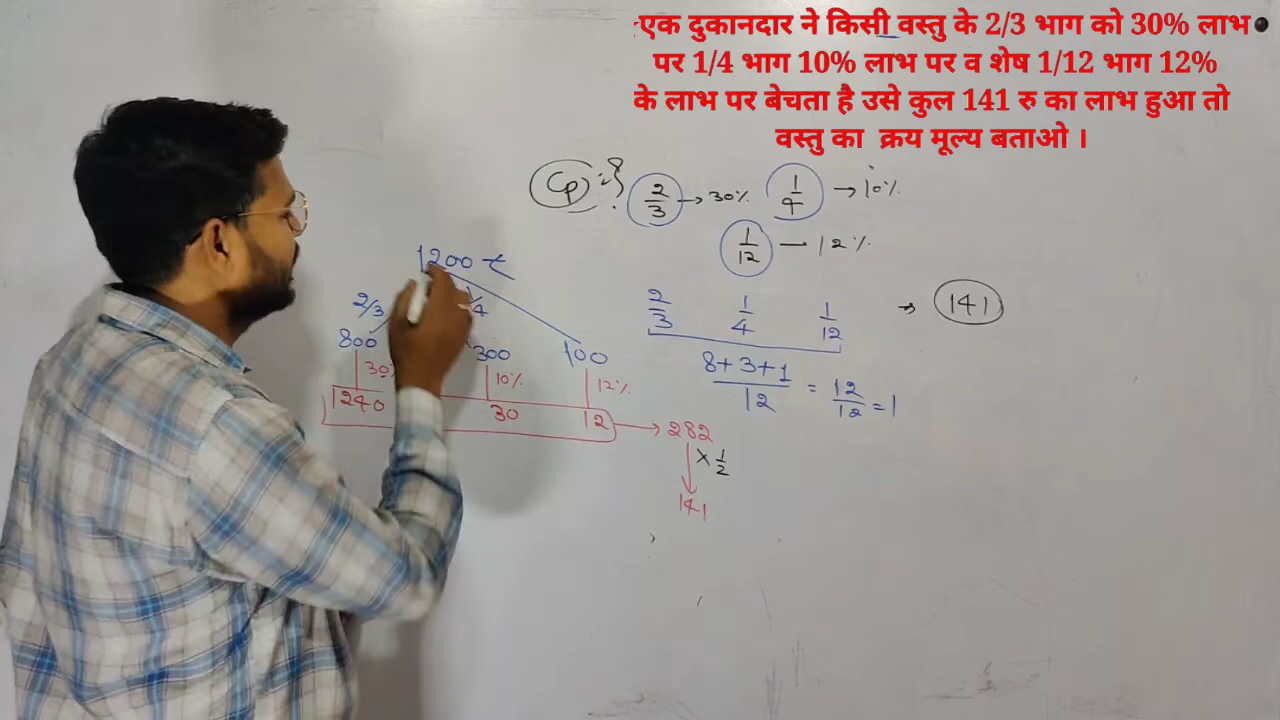 एक दुकानदार ने किसी वस्तु के 2/3 भाग को 30% लाभ
पर 1/4 भाग 10% लाभ पर व शेष 1/12 भाग 12%
के लाभ पर बेचता है उसे कुल 141 रु का लाभ हुआ तो
वस्तु का क्रय मूल्य बताओ ।
CP = ? 2/3 → 30% 1/4 → 10%
1/12 — 12%
1200
2/3 1/4
800 300 100
30% 10% 12%
240 30 12 → 282
× 1/2
141
2/3 1/4 1/12 → 141
8+3+1/12 = 12/12 = 1